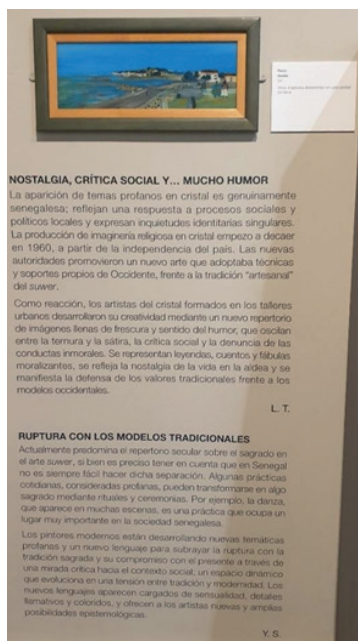 NOSTALGIA, CRÍTICA SOCIAL Y... MUCHO HUMOR
La aparición de temas profanos en cristal es genuinamente
senegalesa; reflejan una respuesta a procesos sociales y
políticos locales y expresan inquietudes identitarias singulares.
La producción de imaginería religiosa en cristal empezó a decaer
en 1960, a partir de la independencia del país. Las nuevas
autoridades promovieron un nuevo arte que adoptaba técnicas
y soportes propios de Occidente, frente a la tradición "artesanal"
del suwer.
Como reacción, los artistas del cristal formados en los talleres
urbanos desarrollaron su creatividad mediante un nuevo repertorio
de imágenes llenas de frescura y sentido del humor, que oscilan
entre la ternura y la sátira, la crítica social y la denuncia de las
conductas inmorales. Se representan leyendas, cuentos y fábulas
moralizantes, se refleja la nostalgia de la vida en la aldea y se
manifiesta la defensa de los valores tradicionales frente a los
modelos occidentales.
L. T.
RUPTURA CON LOS MODELOS TRADICIONALES
Actualmente predomina el repertorio secular sobre el sagrado en
el arte suwer, si bien es preciso tener en cuenta que en Senegal
no es siempre fácil hacer dicha separación. Algunas prácticas
cotidianas, consideradas profanas, pueden transformarse en algo
sagrado mediante rituales y ceremonias. Por ejemplo, la danza,
que aparece en muchas escenas, es una práctica que ocupa un
lugar muy importante en la sociedad senegalesa.
Los pintores modernos están desarrollando nuevas temáticas
profanas y un nuevo lenguaje para subrayar la ruptura con la
tradición sagrada y su compromiso con el presente a través de
una mirada crítica hacia el contexto social, un espacio dinámico
que evoluciona en una tensión entre tradición y modernidad. Los
nuevos lenguajes aparecen cargados de sensualidad, detalles
llamativos y coloridos, y ofrecen a los artistas nuevas y amplias
posibilidades epistemológicas.
Y. S.